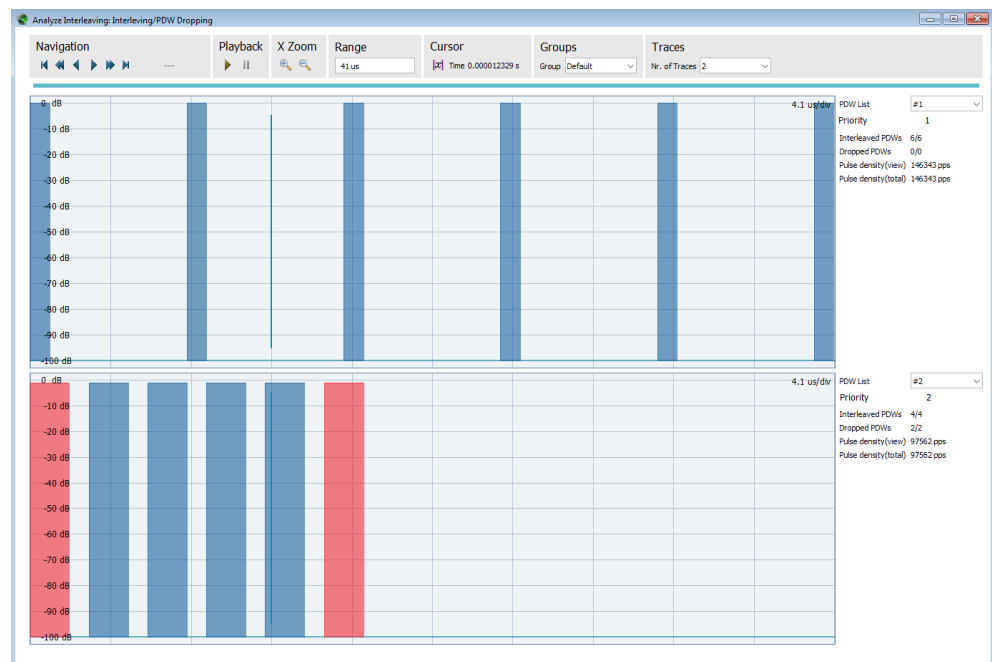 Analyze Interleaving: Interleving/PDW Dropping
Navigation
---
Playback
X Zoom
Range
41 us
Cursor
[x] Time 0.000012329 s
Groups
Group Default
Traces
Nr. of Traces 2
0 dB
-10 dB
-20 dB
-30 dB
-40 dB
-50 dB
-60 dB
-70 dB
-80 dB
-90 dB
-100 dB
4.1 us/div
PDW List #1
Priority 1
Interleaved PDWs 6/6
Dropped PDWs 0/0
Pulse density(view) 146343 pps
Pulse density(total) 146343 pps
0 dB
-10 dB
-20 dB
-30 dB
-40 dB
-50 dB
-60 dB
-70 dB
-80 dB
-90 dB
-100 dB
4.1 us/div
PDW List #2
Priority 2
Interleaved PDWs 4/4
Dropped PDWs 2/2
Pulse density(view) 97562 pps
Pulse density(total) 97562 pps